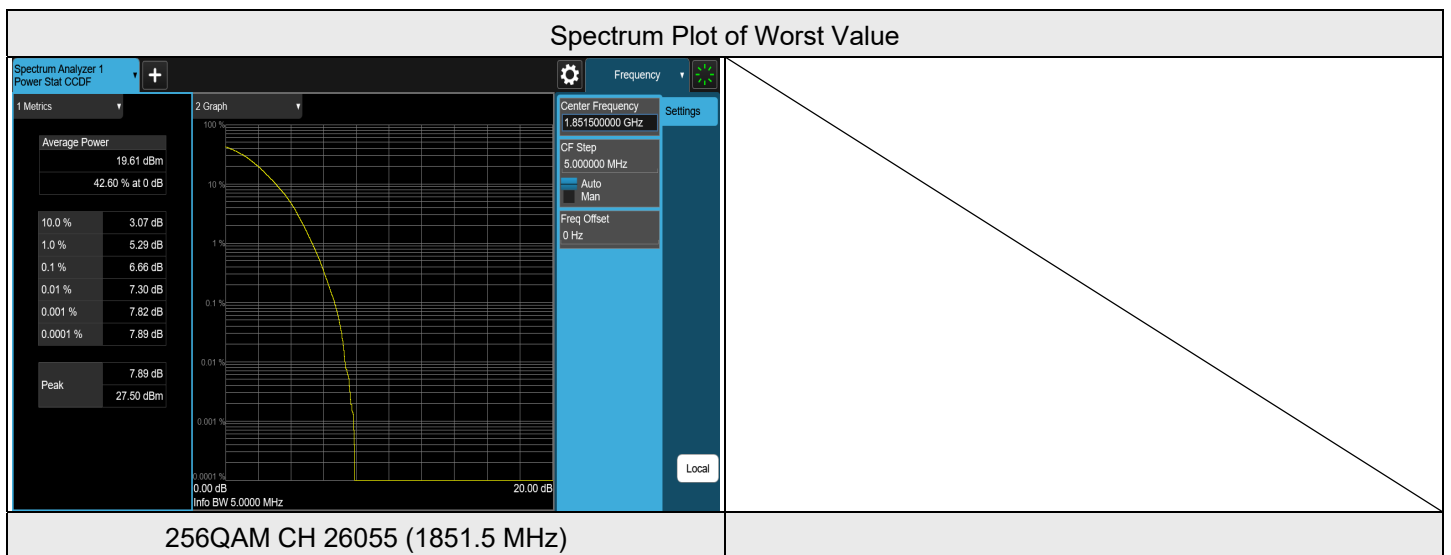 Spectrum Plot of Worst Value
Spectrum Analyzer 1
Power Stat CCDF
+
Frequency
1 Metrics
2 Graph
Center Frequency
1.851500000 GHz
Settings
CF Step
5.000000 MHz
Auto
Man
Freq Offset
0 Hz
Average Power
19.61 dBm
42.60 % at 0 dB
10.0 % 3.07 dB
1.0 % 5.29 dB
0.1 % 6.66 dB
0.01 % 7.30 dB
0.001 % 7.82 dB
0.0001 % 7.89 dB
Peak
7.89 dB
27.50 dBm
100 %
10 %
1 %
0.1 %
0.01 %
0.001 %
0.0001 %
0.00 dB 20.00 dB
Info BW 5.0000 MHz
Local
256QAM CH 26055 (1851.5 MHz)